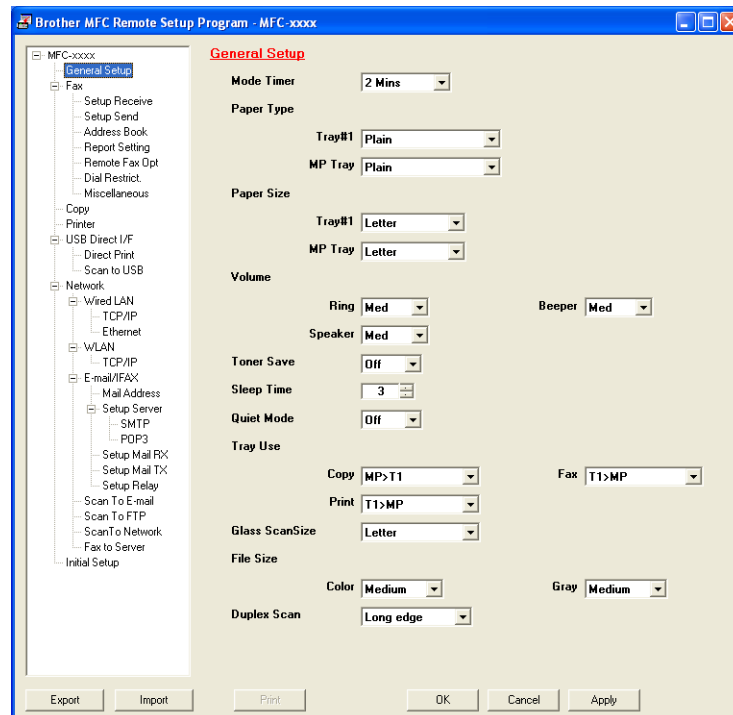 Brother MFC Remote Setup Program - MFC-xxxx
MFC-xxxx
General Setup
Fax
Setup Receive
Setup Send
Address Book
Report Setting
Remote Fax Opt
Dial Restrict.
Miscellaneous
Copy
Printer
USB Direct I/F
Direct Print
Scan to USB
Network
Wired LAN
TCP/IP
Ethernet
WLAN
TCP/IP
E-mail/IFAX
Mail Address
Setup Server
SMTP
POP3
Setup Mail RX
Setup Mail TX
Setup Relay
Scan To E-mail
Scan To FTP
ScanTo Network
Fax to Server
Initial Setup
General Setup
Mode Timer 2 Mins
Paper Type
Tray#1 Plain
MP Tray Plain
Paper Size
Tray#1 Letter
MP Tray Letter
Volume
Ring Med Beeper Med
Speaker Med
Toner Save Off
Sleep Time 3
Quiet Mode Off
Tray Use
Copy MP>T1 Fax T1>MP
Print T1>MP
Glass ScanSize Letter
File Size
Color Medium Gray Medium
Duplex Scan Long edge
Export Import Print OK Cancel Apply